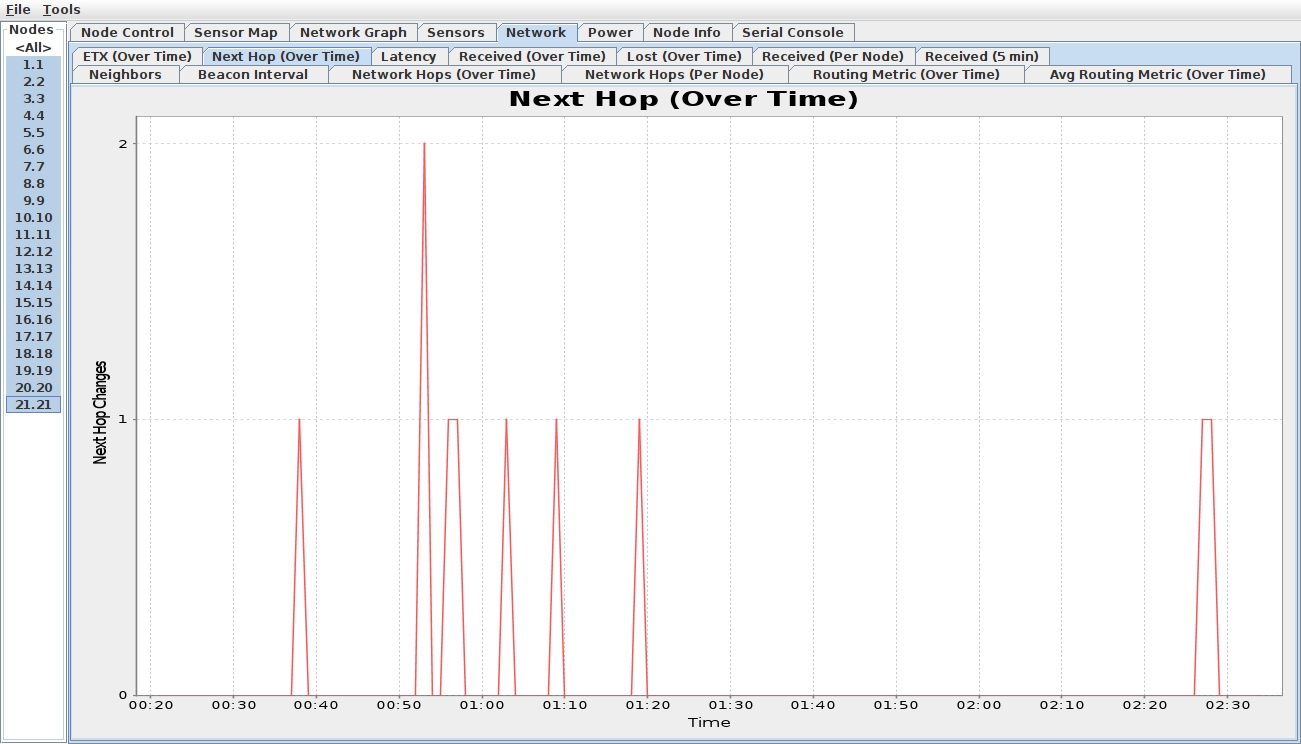 File Tools
Nodes
<All>
1.1
2.2
3.3
4.4
5.5
6.6
7.7
8.8
9.9
10.10
11.11
12.12
13.13
14.14
15.15
16.16
17.17
18.18
19.19
20.20
21.21
Node Control Sensor Map Network Graph Sensors Network Power Node Info Serial Console
ETX (Over Time) Next Hop (Over Time) Latency Received (Over Time) Lost (Over Time) Received (Per Node) Received (5 min)
Neighbors Beacon Interval Network Hops (Over Time) Network Hops (Per Node) Routing Metric (Over Time) Avg Routing Metric (Over Time)
Next Hop (Over Time)
Next Hop Changes
2
1
0
00:20 00:30 00:40 00:50 01:00 01:10 01:20 01:30 01:40 01:50 02:00 02:10 02:20 02:30
Time